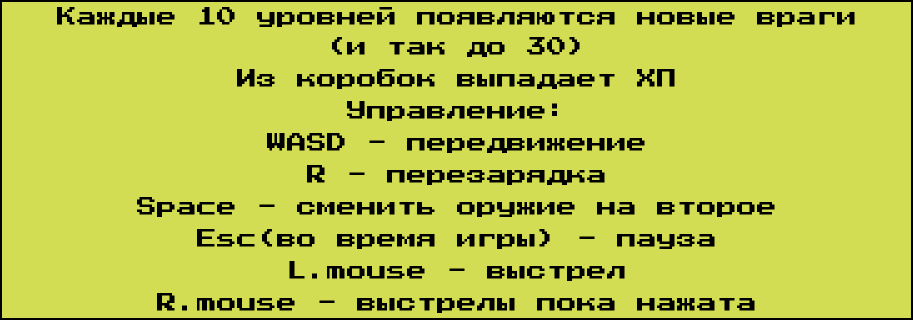 Каждые 10 уровней появляются новые враги
(и так до 30)
Из коробок выпадает ХП
Управление:
WASD - передвижение
R - перезарядка
Space - сменить оружие на второе
Esc(во время игры) - пауза
L.mouse - выстрел
R.mouse - выстрелы пока нажата